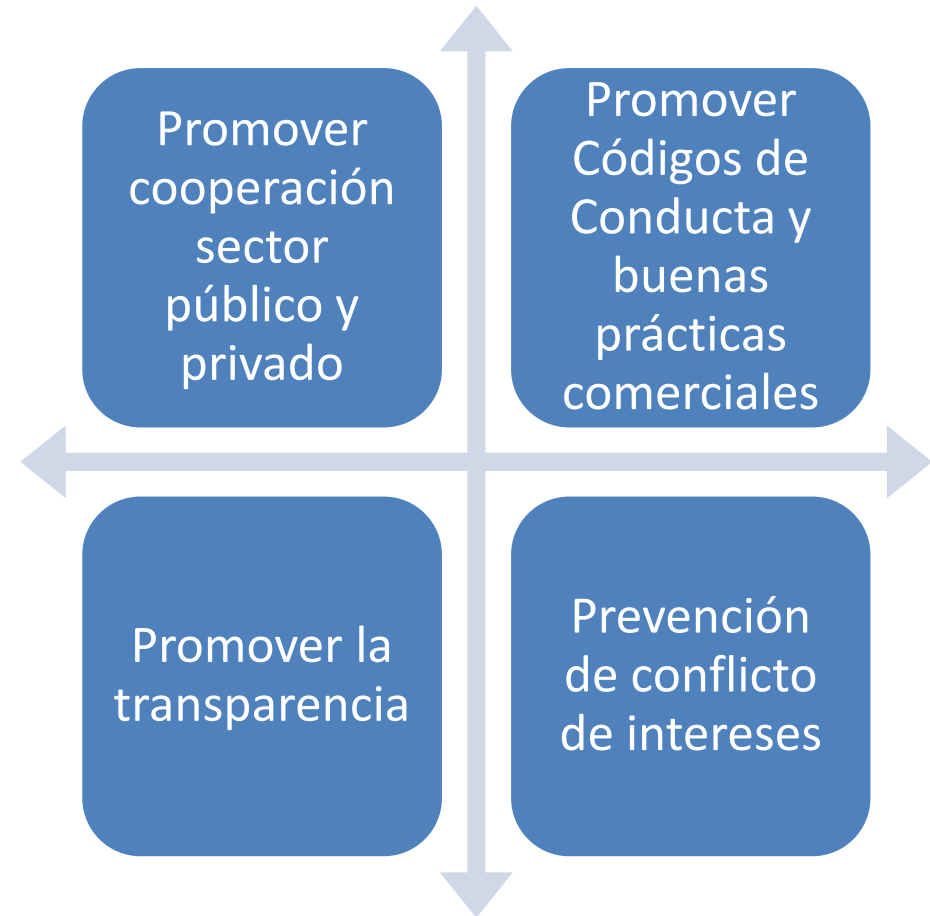 Promover
cooperación
sector
público y
privado
Promover
Códigos de
Conducta y
buenas
prácticas
comerciales
Promover la
transparencia
Prevención
de conflicto
de intereses